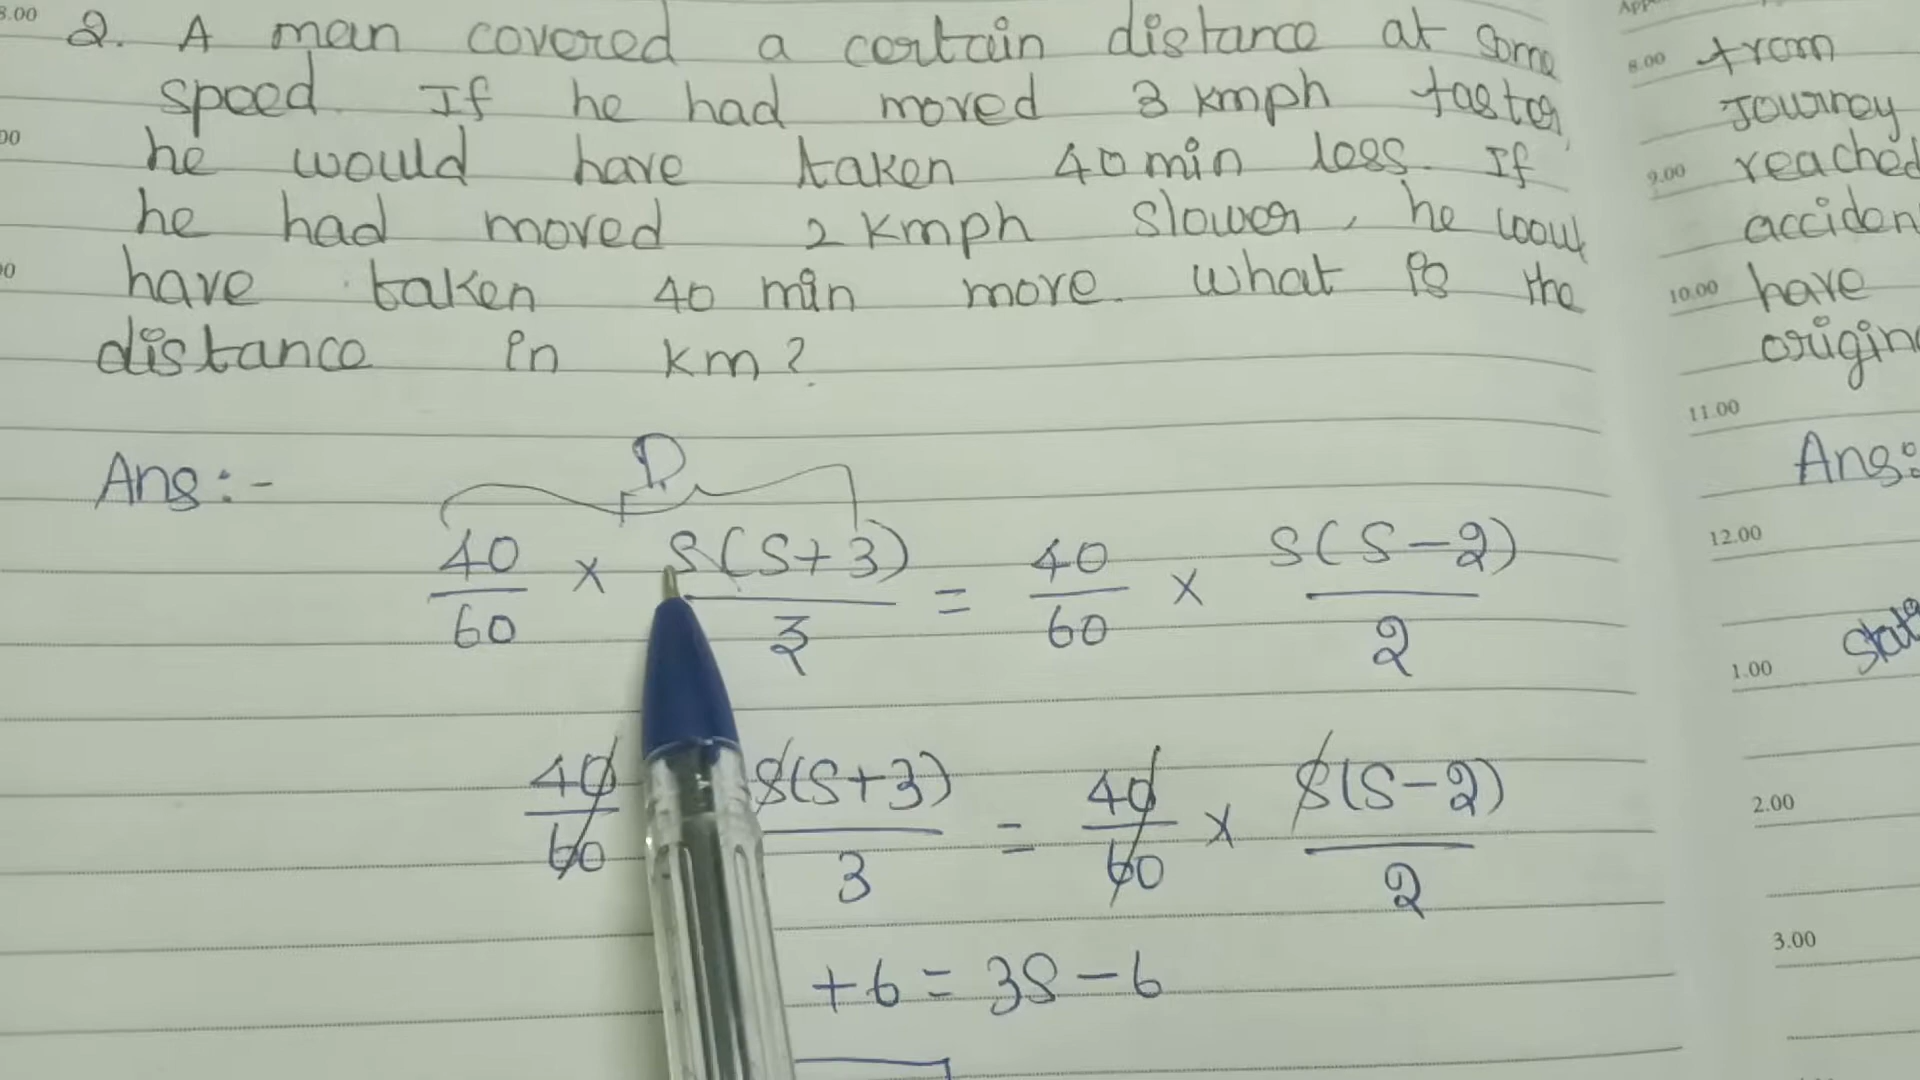 2. A man covered a certain distance at some
speed. If he had moved 3 kmph faster,
he would have taken 40 min less. If
he had moved 2 kmph slower, he woul
have taken 40 min more. what is the
distance in km?
Ans:-
D
40/60 × S(S+3)/3 = 40/60 × S(S-2)/2
40/60 S(S+3)/3 = 40/60 × S(S-2)/2
+6 = 3S-6
8.00
from
Journey
9.00 reached
acciden
10.00 have
origin
11.00
Ans:
12.00
1.00
2.00
3.00